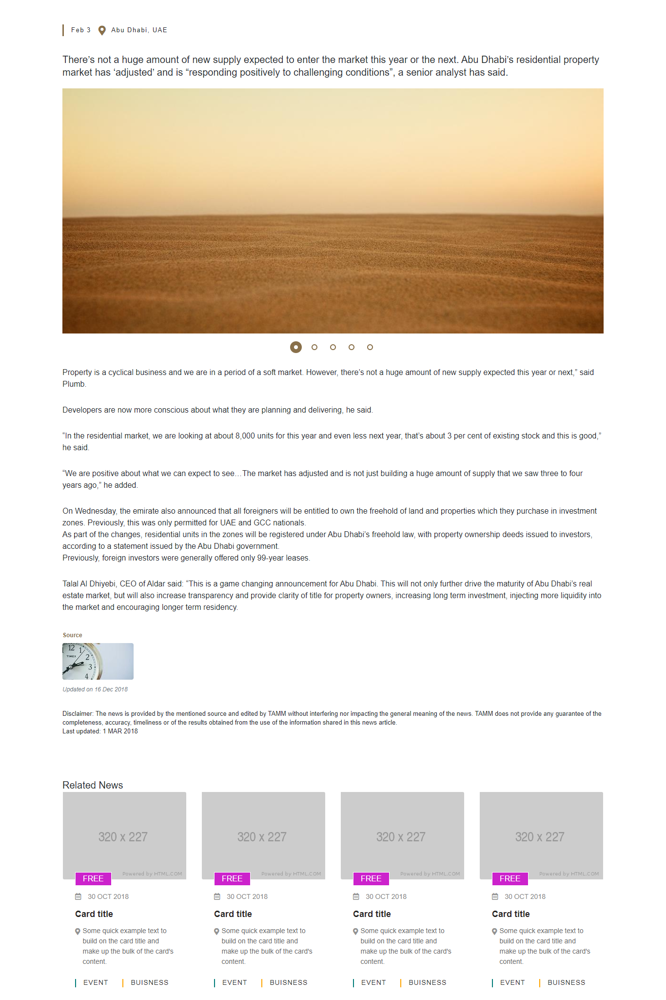 Feb 3 Abu Dhabi, UAE
There’s not a huge amount of new supply expected to enter the market this year or the next. Abu Dhabi’s residential property
market has ‘adjusted’ and is “responding positively to challenging conditions”, a senior analyst has said.
Property is a cyclical business and we are in a period of a soft market. However, there’s not a huge amount of new supply expected this year or next,” said
Plumb.
Developers are now more conscious about what they are planning and delivering, he said.
“In the residential market, we are looking at about 8,000 units for this year and even less next year, that’s about 3 per cent of existing stock and this is good,”
he said.
“We are positive about what we can expect to see…The market has adjusted and is not just building a huge amount of supply that we saw three to four
years ago,” he added.
On Wednesday, the emirate also announced that all foreigners will be entitled to own the freehold of land and properties which they purchase in investment
zones. Previously, this was only permitted for UAE and GCC nationals.
As part of the changes, residential units in the zones will be registered under Abu Dhabi’s freehold law, with property ownership deeds issued to investors,
according to a statement issued by the Abu Dhabi government.
Previously, foreign investors were generally offered only 99-year leases.
Talal Al Dhiyebi, CEO of Aldar said: “This is a game changing announcement for Abu Dhabi. This will not only further drive the maturity of Abu Dhabi’s real
estate market, but will also increase transparency and provide clarity of title for property owners, increasing long term investment, injecting more liquidity into
the market and encouraging longer term residency.
Source
12 1
TIMEX 2
3
4
Updated on 16 Dec 2018
Disclaimer: The news is provided by the mentioned source and edited by TAMM without interfering nor impacting the general meaning of the news. TAMM does not provide any guarantee of the
completeness, accuracy, timeliness or of the results obtained from the use of the information shared in this news article.
Last updated: 1 MAR 2018
Related News
320 x 227
Powered by HTML.COM
FREE
30 OCT 2018
Card title
Some quick example text to
build on the card title and
make up the bulk of the card's
content.
EVENT BUISNESS
320 x 227
Powered by HTML.COM
FREE
30 OCT 2018
Card title
Some quick example text to
build on the card title and
make up the bulk of the card's
content.
EVENT BUISNESS
320 x 227
Powered by HTML.COM
FREE
30 OCT 2018
Card title
Some quick example text to
build on the card title and
make up the bulk of the card's
content.
EVENT BUISNESS
320 x 227
Powered by HTML.COM
FREE
30 OCT 2018
Card title
Some quick example text to
build on the card title and
make up the bulk of the card's
content.
EVENT BUISNESS